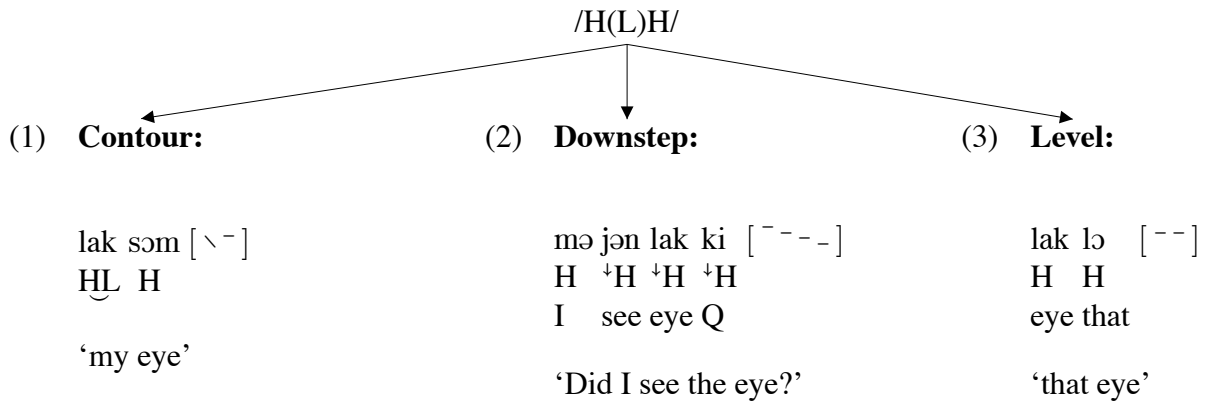 /H(L)H/
(1) Contour: (2) Downstep: (3) Level:
lak sɔm [ ˋ ˉ ] mə jən lak ki [ ¯ ˉ - _ ] lak lɔ [ ˉ ˉ ]
H͜L H H ꜜH ꜜH ꜜH H H
I see eye Q eye that
‘my eye’
‘Did I see the eye?’ ‘that eye’